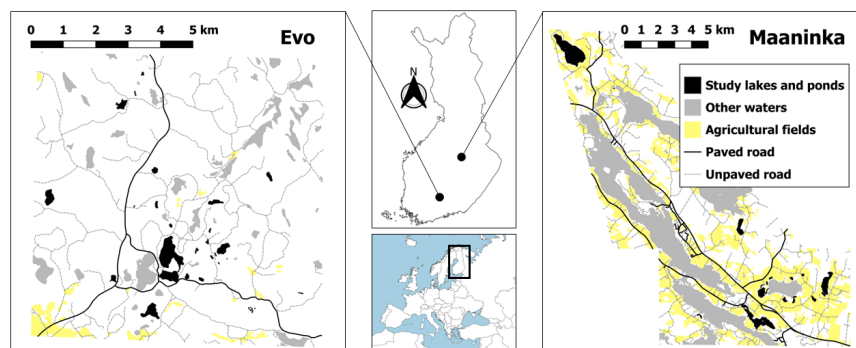 0 1 2 3 4 5 km
Evo
N
0 1 2 3 4 5 km
Maaninka
Study lakes and ponds
Other waters
Agricultural fields
Paved road
Unpaved road